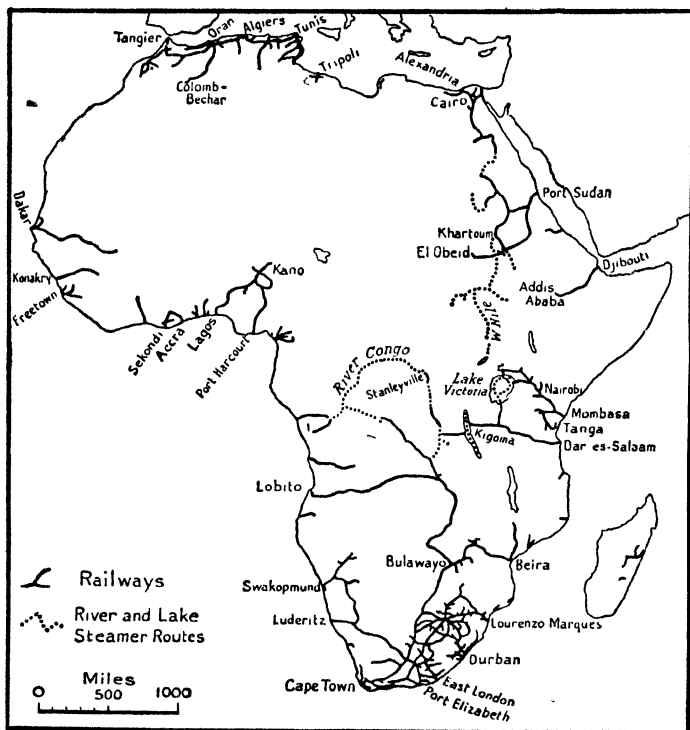 Tangier
Oran
Algiers
Tunis
Colomb-
Bechar
Tripoli
Alexandria
Cairo
Port Sudan
Khartoum
El Obeid
Dakar
Djibouti
Konakry
Freetown
Kano
Addis
Ababa
W. Nile
Sekondi
Accra
Lagos
Port Harcourt
River Congo
Stanleyville
Lake
Victoria
Nairobi
Mombasa
Tanga
Kigoma
Dar es-Salaam
Lobito
Bulawayo
Beira
Railways
Swakopmund
River and Lake
Steamer Routes
Luderitz
Lourenzo Marques
Durban
Miles
0 500 1000
Cape Town
East London
Port Elizabeth